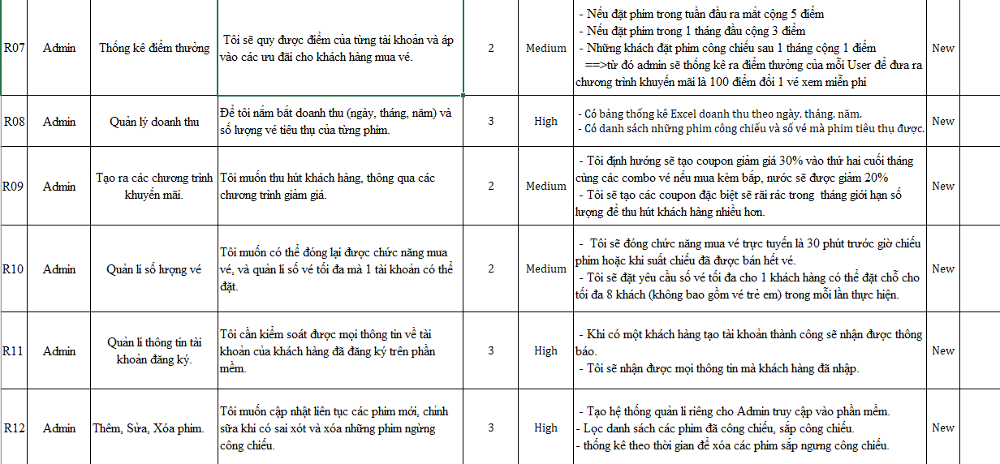 R07
Admin
Thống kê điểm thưởng
Tôi sẽ quy được điểm của từng tài khoản và áp
vào các ưu đãi cho khách hàng mua vé.
2
Medium
- Nếu đặt phim trong tuần đầu ra mắt cộng 5 điểm
- Nếu đặt phim trong 1 tháng đầu cộng 3 điểm
- Những khách đặt phim công chiếu sau 1 tháng cộng 1 điểm
==>từ đó admin sẽ thống kê ra điểm thưởng của mỗi User để đưa ra
chương trình khuyến mãi là 100 điểm đổi 1 vé xem miễn phí
New
R08
Admin
Quản lý doanh thu
Để tôi nắm bắt doanh thu (ngày, tháng, năm) và
số lượng vé tiêu thụ của từng phim.
3
High
- Có bảng thống kê Excel doanh thu theo ngày, tháng, năm.
- Có danh sách những phim công chiếu và số vé mà phim tiêu thụ được.
New
R09
Admin
Tạo ra các chương trình
khuyến mãi.
Tôi muốn thu hút khách hàng, thông qua các
chương trình giảm giá.
2
Medium
- Tôi định hướng sẽ tạo coupon giảm giá 30% vào thứ hai cuối tháng
cùng các combo vé nếu mua kèm bắp, nước sẽ được giảm 20%
- Tôi sẽ tạo các coupon đặc biệt sẽ rãi rác trong tháng giới hạn số
lượng để thu hút khách hàng nhiều hơn.
New
R10
Admin
Quản lí số lượng vé
Tôi muốn có thể đóng lại được chức năng mua
vé, và quản lí số vé tối đa mà 1 tài khoản có thể
đặt.
2
Medium
- Tôi sẽ đóng chức năng mua vé trực tuyến là 30 phút trước giờ chiếu
phim hoặc khi suất chiếu đã được bán hết vé.
- Tôi sẽ đặt yêu cầu số vé tối đa cho 1 khách hàng có thể đặt chỗ cho
tối đa 8 khách (không bao gồm vé trẻ em) trong mỗi lần thực hiện.
New
R11
Admin
Quản lí thông tin tài
khoản đăng ký.
Tôi cần kiểm soát được mọi thông tin về tài
khoản của khách hàng đã đăng ký trên phần
mềm.
3
High
- Khi có một khách hàng tạo tài khoản thành công sẽ nhận được thông
báo.
- Tôi sẽ nhận được mọi thông tin mà khách hàng đã nhập.
New
R12
Admin
Thêm, Sửa, Xóa phim.
Tôi muốn cập nhật liên tục các phim mới, chỉnh
sửa khi có sai xót và xóa những phim ngừng
công chiếu.
3
High
- Tạo hệ thống quản lí riêng cho Admin truy cập vào phần mềm.
- Lọc danh sách các phim đã công chiếu, sắp công chiếu.
- thống kê theo thời gian để xóa các phim sắp ngưng công chiếu.
New